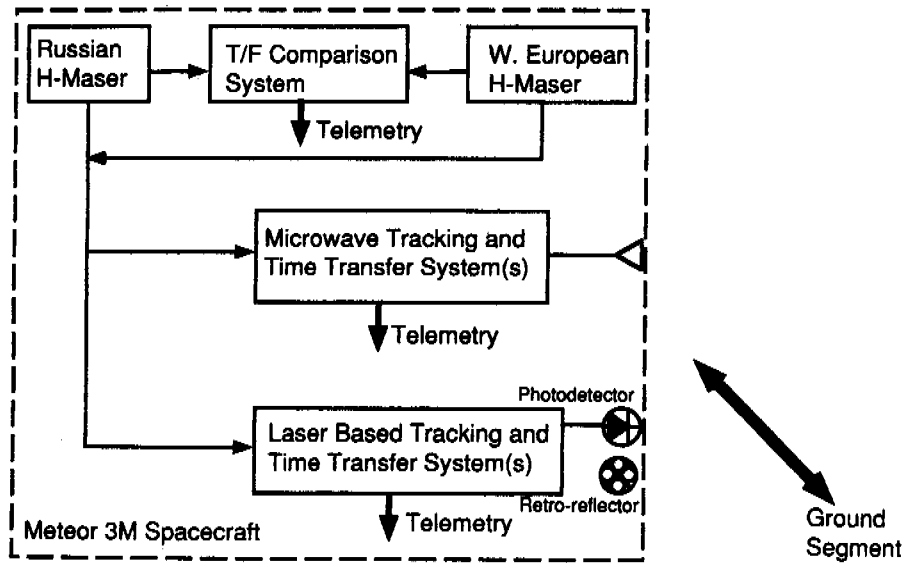 Russian
H-Maser
T/F Comparison
System
W. European
H-Maser
Telemetry
Microwave Tracking and
Time Transfer System(s)
Telemetry
Photodetector
Laser Based Tracking and
Time Transfer System(s)
Retro-reflector
Telemetry
Meteor 3M Spacecraft
Ground
Segment